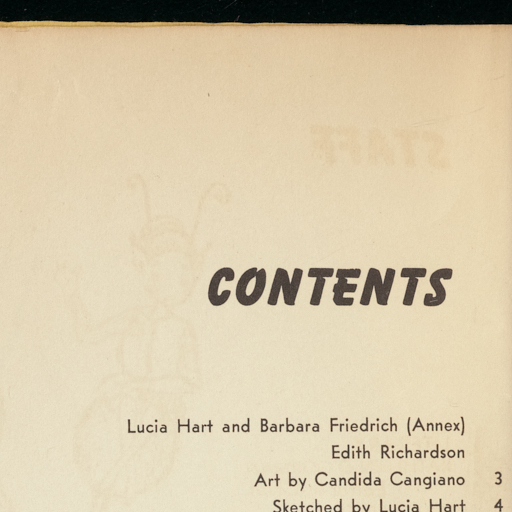 STAFF
CONTENTS
Lucia Hart and Barbara Friedrich (Annex)
Edith Richardson
Art by Candida Cangiano 3
Sketched by Lucia Hart 4